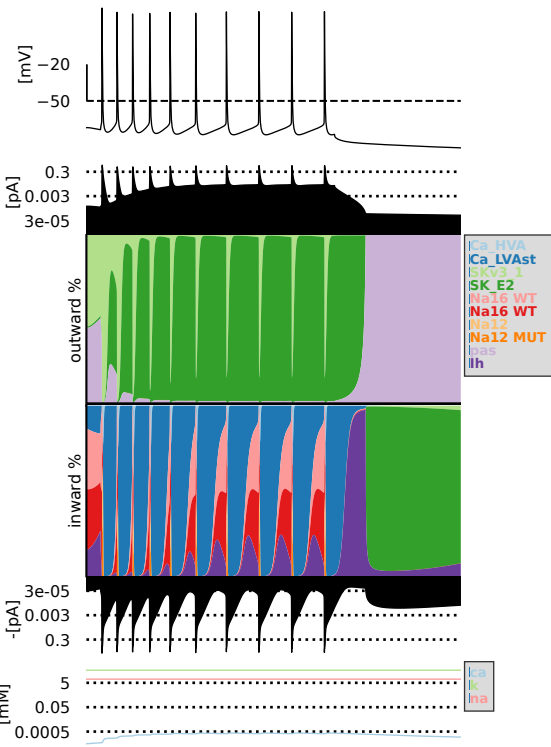 [mV]
−20
−50
[pA]
0.3
0.003
3e-05
outward %
Ca_HVA
Ca_LVAst
SKv3_1
SK_E2
Na16 WT
Na16 WT
Na12
Na12 MUT
pas
Ih
inward %
-[pA]
3e-05
0.003
0.3
[mM]
5
0.05
0.0005
ca
k
na